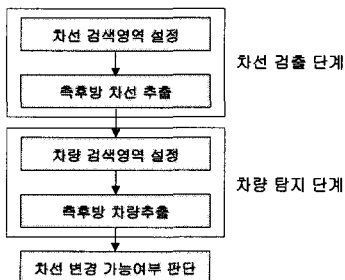 차선 검색영역 설정
차선 검출 단계
측후방 차선 추출
차량 검색영역 설정
차량 탐지 단계
측후방 차량추출
차선 변경 가능여부 판단